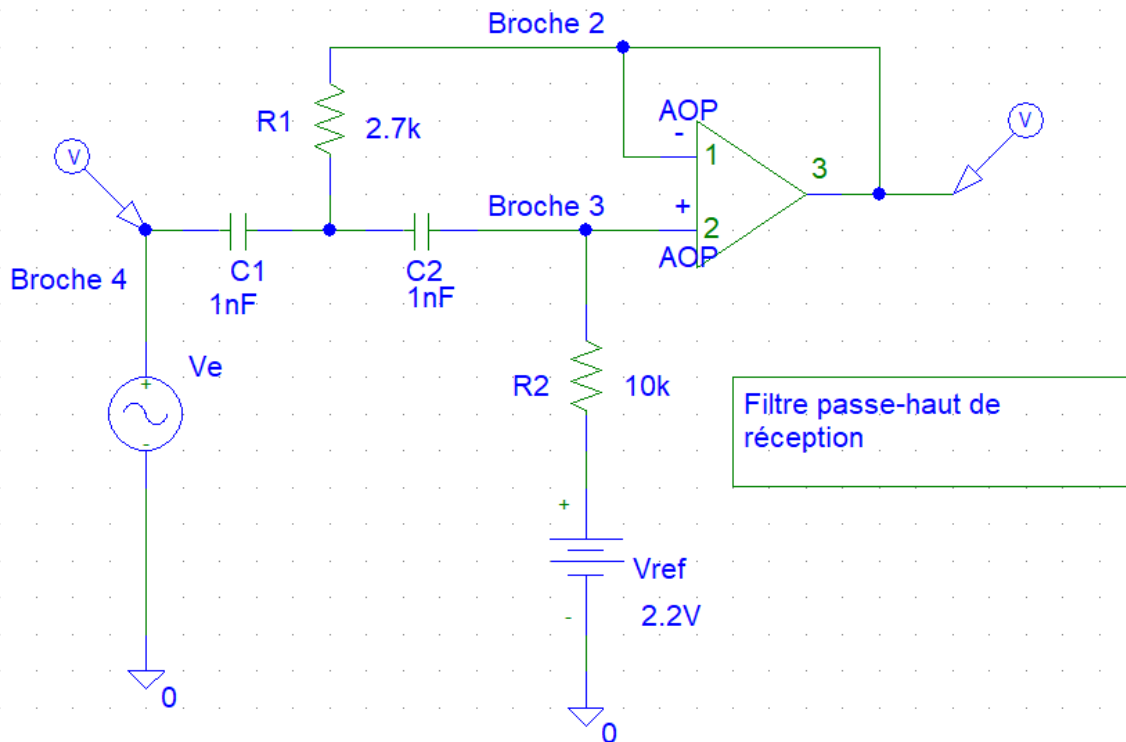 Broche 2
R1
2.7k
AOP
-
1
3
V
V
Broche 3
+
2
AOP
Broche 4
C1
1nF
C2
1nF
Ve
+
-
R2
10k
Filtre passe-haut de
réception
+
Vref
2.2V
-
0
0